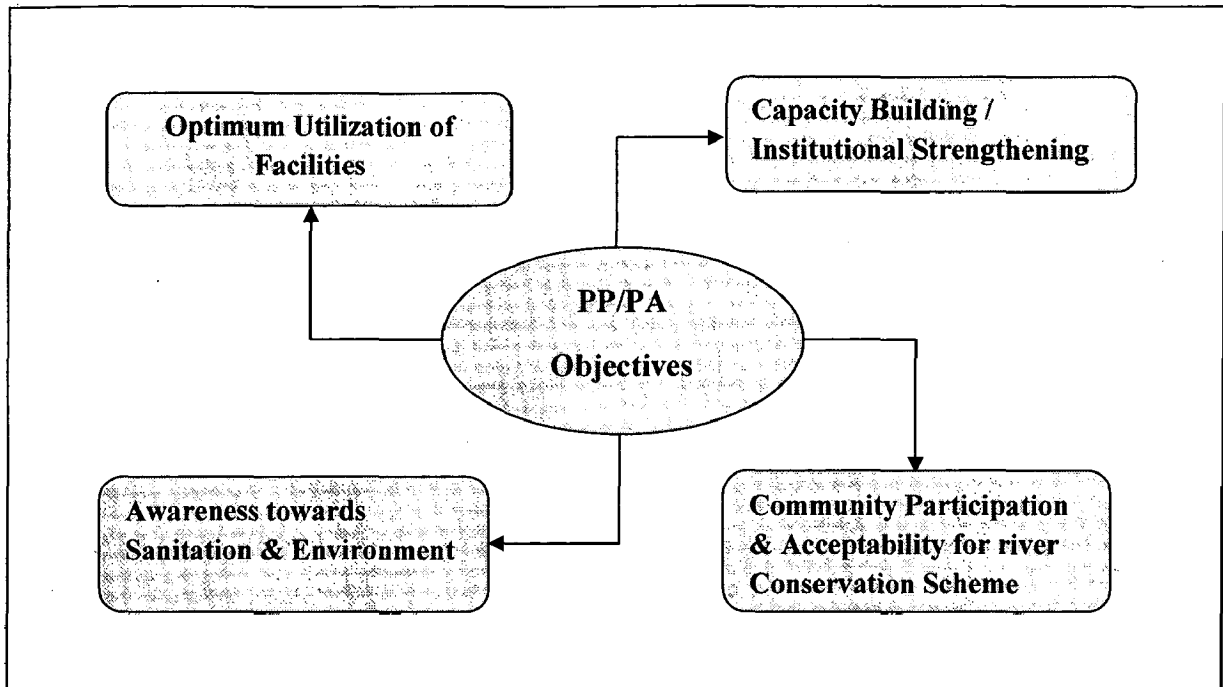 Optimum Utilization of
Facilities
Capacity Building /
Institutional Strengthening
PP/PA
Objectives
Awareness towards
Sanitation & Environment
Community Participation
& Acceptability for river
Conservation Scheme